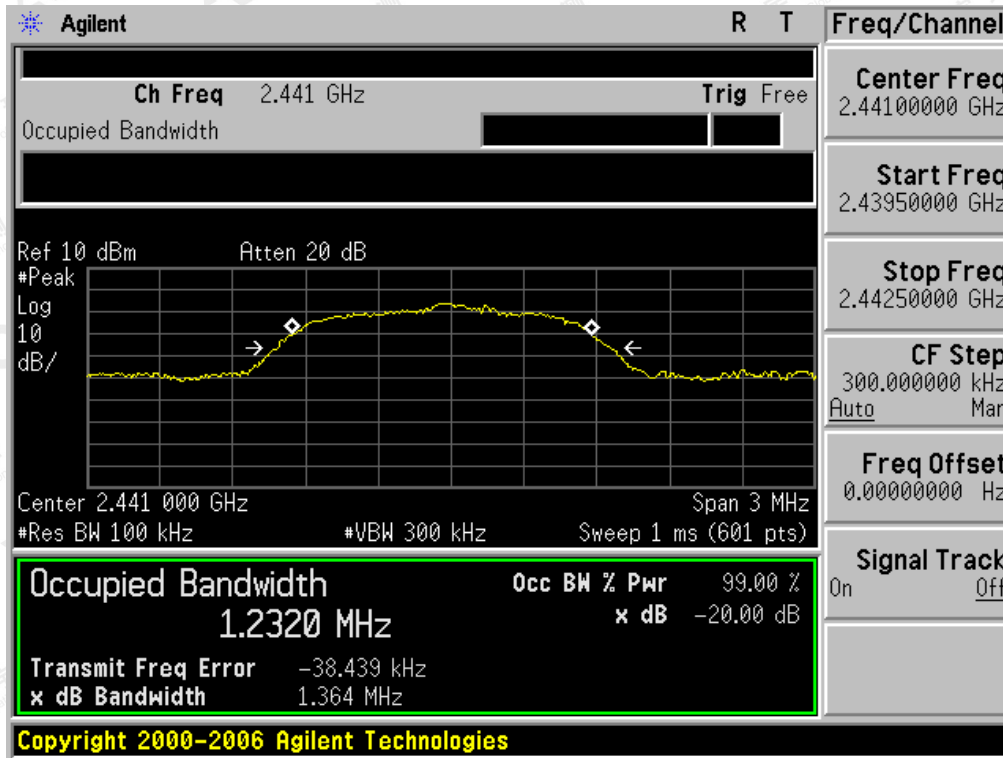 Agilent R T
Ch Freq 2.441 GHz Trig Free
Occupied Bandwidth
Ref 10 dBm Atten 20 dB
#Peak
Log
10
dB/
Center 2.441 000 GHz Span 3 MHz
#Res BW 100 kHz #VBW 300 kHz Sweep 1 ms (601 pts)
Occupied Bandwidth
1.2320 MHz
Occ BW % Pwr 99.00 %
x dB -20.00 dB
Transmit Freq Error -38.439 kHz
x dB Bandwidth 1.364 MHz
Copyright 2000-2006 Agilent Technologies
Freq/Channel
Center Freq
2.44100000 GHz
Start Freq
2.43950000 GHz
Stop Freq
2.44250000 GHz
CF Step
300.000000 kHz
Auto Man
Freq Offset
0.00000000 Hz
Signal Track
On Off